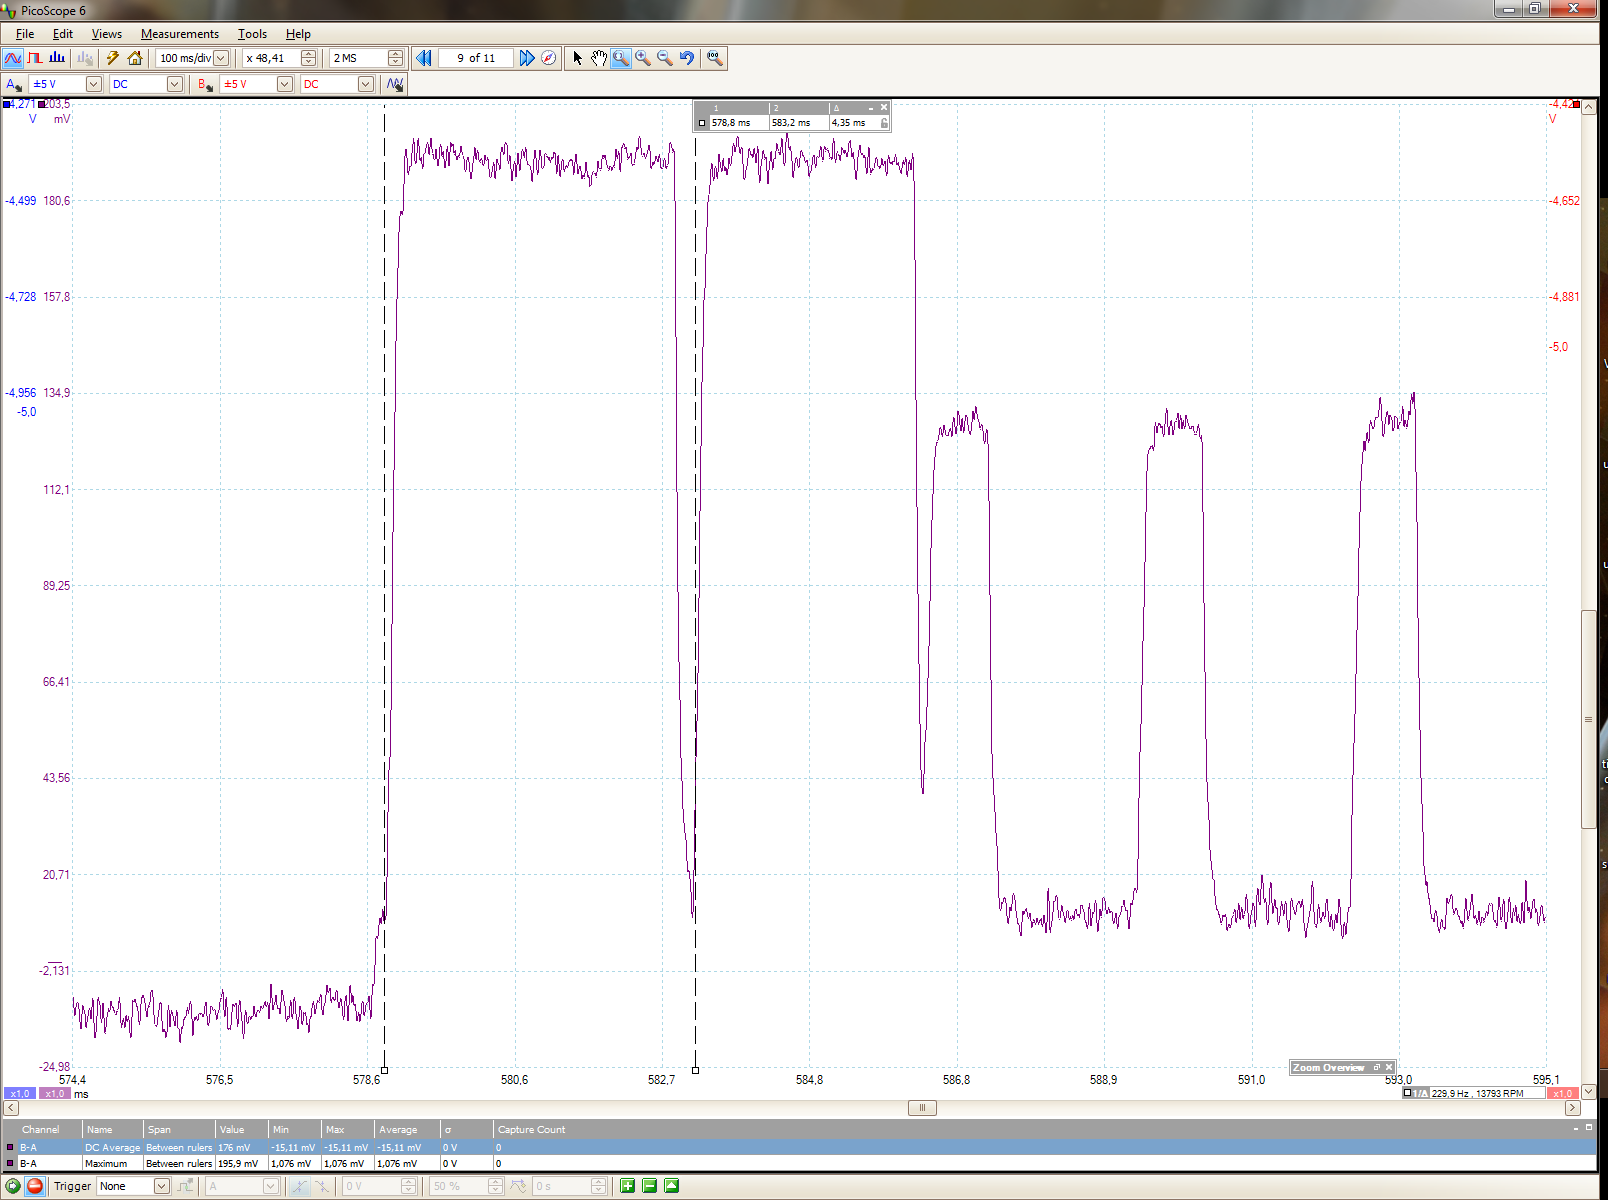 PicoScope 6
File Edit Views Measurements Tools Help
100 ms/div x 48,41 2 MS 9 of 11
A ±5 V DC B ±5 V DC
4,271 203,5
V mV
1 2 Δ
578,8 ms 583,2 ms 4,35 ms
V
-4,499 180,6 -4,652
-4,728 157,8 -4,881
-5,0
-4,956 134,9
-5,0
112,1
89,25
66,41
43,56
20,71
-2,131
-24,98
Zoom Overview
574,4 576,5 578,6 580,6 582,7 584,8 586,8 588,9 591,0 593,0 595,1
x1,0 x1,0 ms 1/Δ 229,9 Hz , 13793 RPM x1,0
Channel Name Span Value Min Max Average σ Capture Count
B-A DC Average Between rulers 176 mV -15,11 mV -15,11 mV -15,11 mV 0 V 0
B-A Maximum Between rulers 195,9 mV 1,076 mV 1,076 mV 1,076 mV 0 V 0
Trigger None A 0 V 50 % 0 s